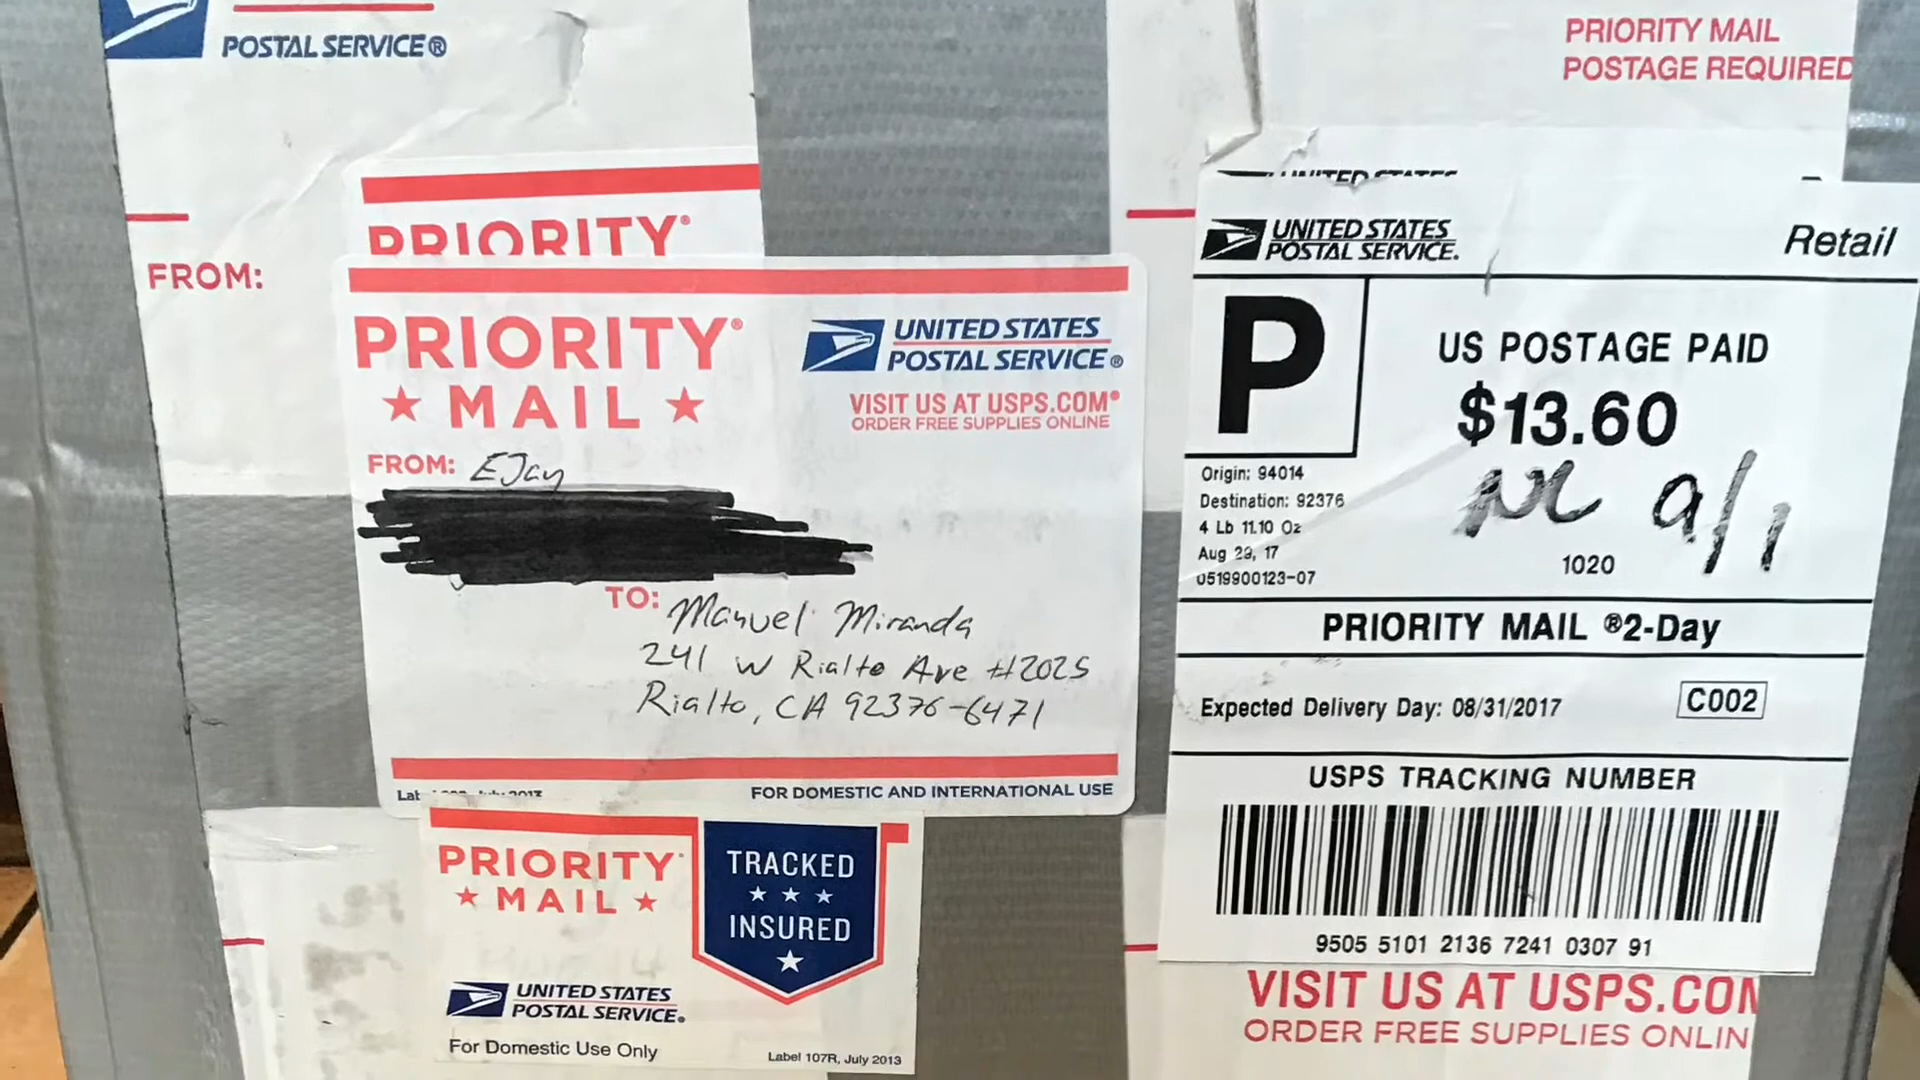 POSTAL SERVICE®
FROM:
PRIORITY®
PRIORITY®
★ MAIL ★
UNITED STATES
POSTAL SERVICE®
VISIT US AT USPS.COM®
ORDER FREE SUPPLIES ONLINE
FROM: EJay
TO: Manuel Miranda
241 W Rialto Ave #2025
Rialto, CA 92376-6471
FOR DOMESTIC AND INTERNATIONAL USE
PRIORITY
★ MAIL ★
TRACKED
★ ★ ★
INSURED
★
UNITED STATES
POSTAL SERVICE®
For Domestic Use Only
Label 107R, July 2013
PRIORITY MAIL
POSTAGE REQUIRED
UNITED STATES
UNITED STATES
POSTAL SERVICE.
Retail
P
US POSTAGE PAID
$13.60
Origin: 94014
Destination: 92376
4 Lb 11.10 Oz
Aug 29, 17
0519900123-07
9/1
1020
PRIORITY MAIL ®2-Day
Expected Delivery Day: 08/31/2017
C002
USPS TRACKING NUMBER
9505 5101 2136 7241 0307 91
VISIT US AT USPS.COM
ORDER FREE SUPPLIES ONLIN